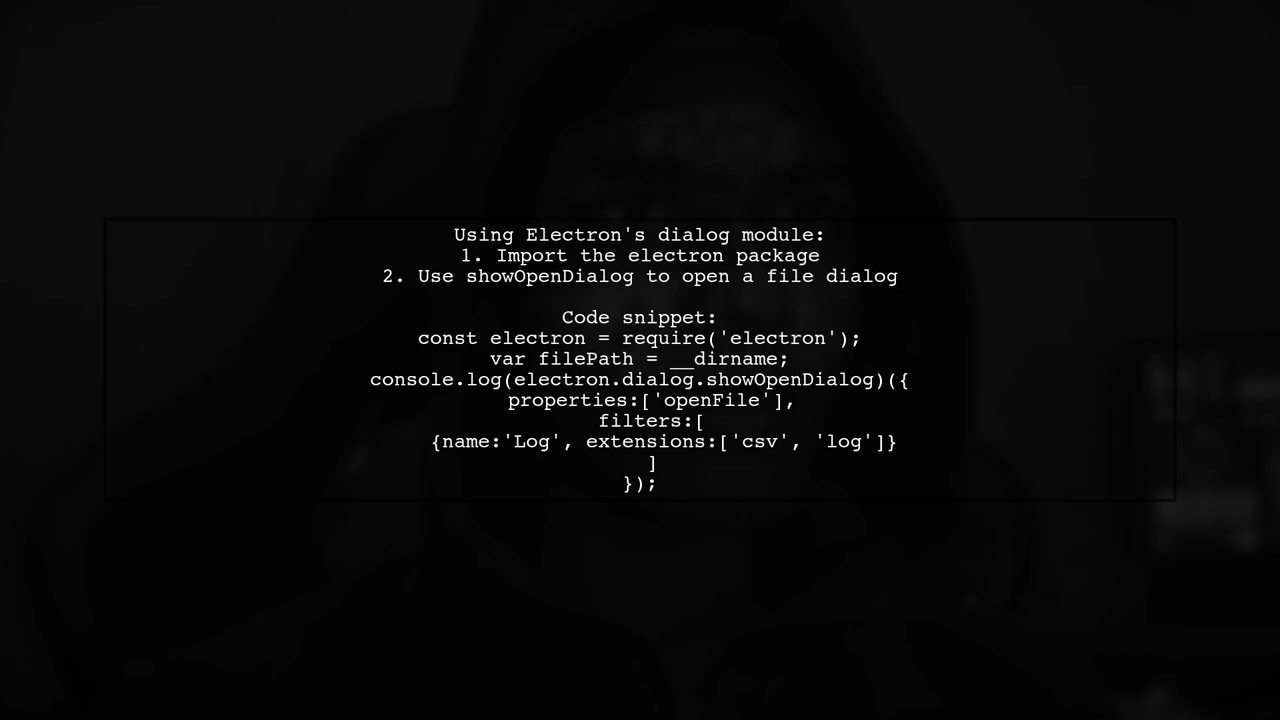 Using Electron's dialog module:
1. Import the electron package
2. Use showOpenDialog to open a file dialog
Code snippet:
const electron = require('electron');
var filePath = __dirname;
console.log(electron.dialog.showOpenDialog)({
properties:['openFile'],
filters:[
{name:'Log', extensions:['csv', 'log']}
]
});